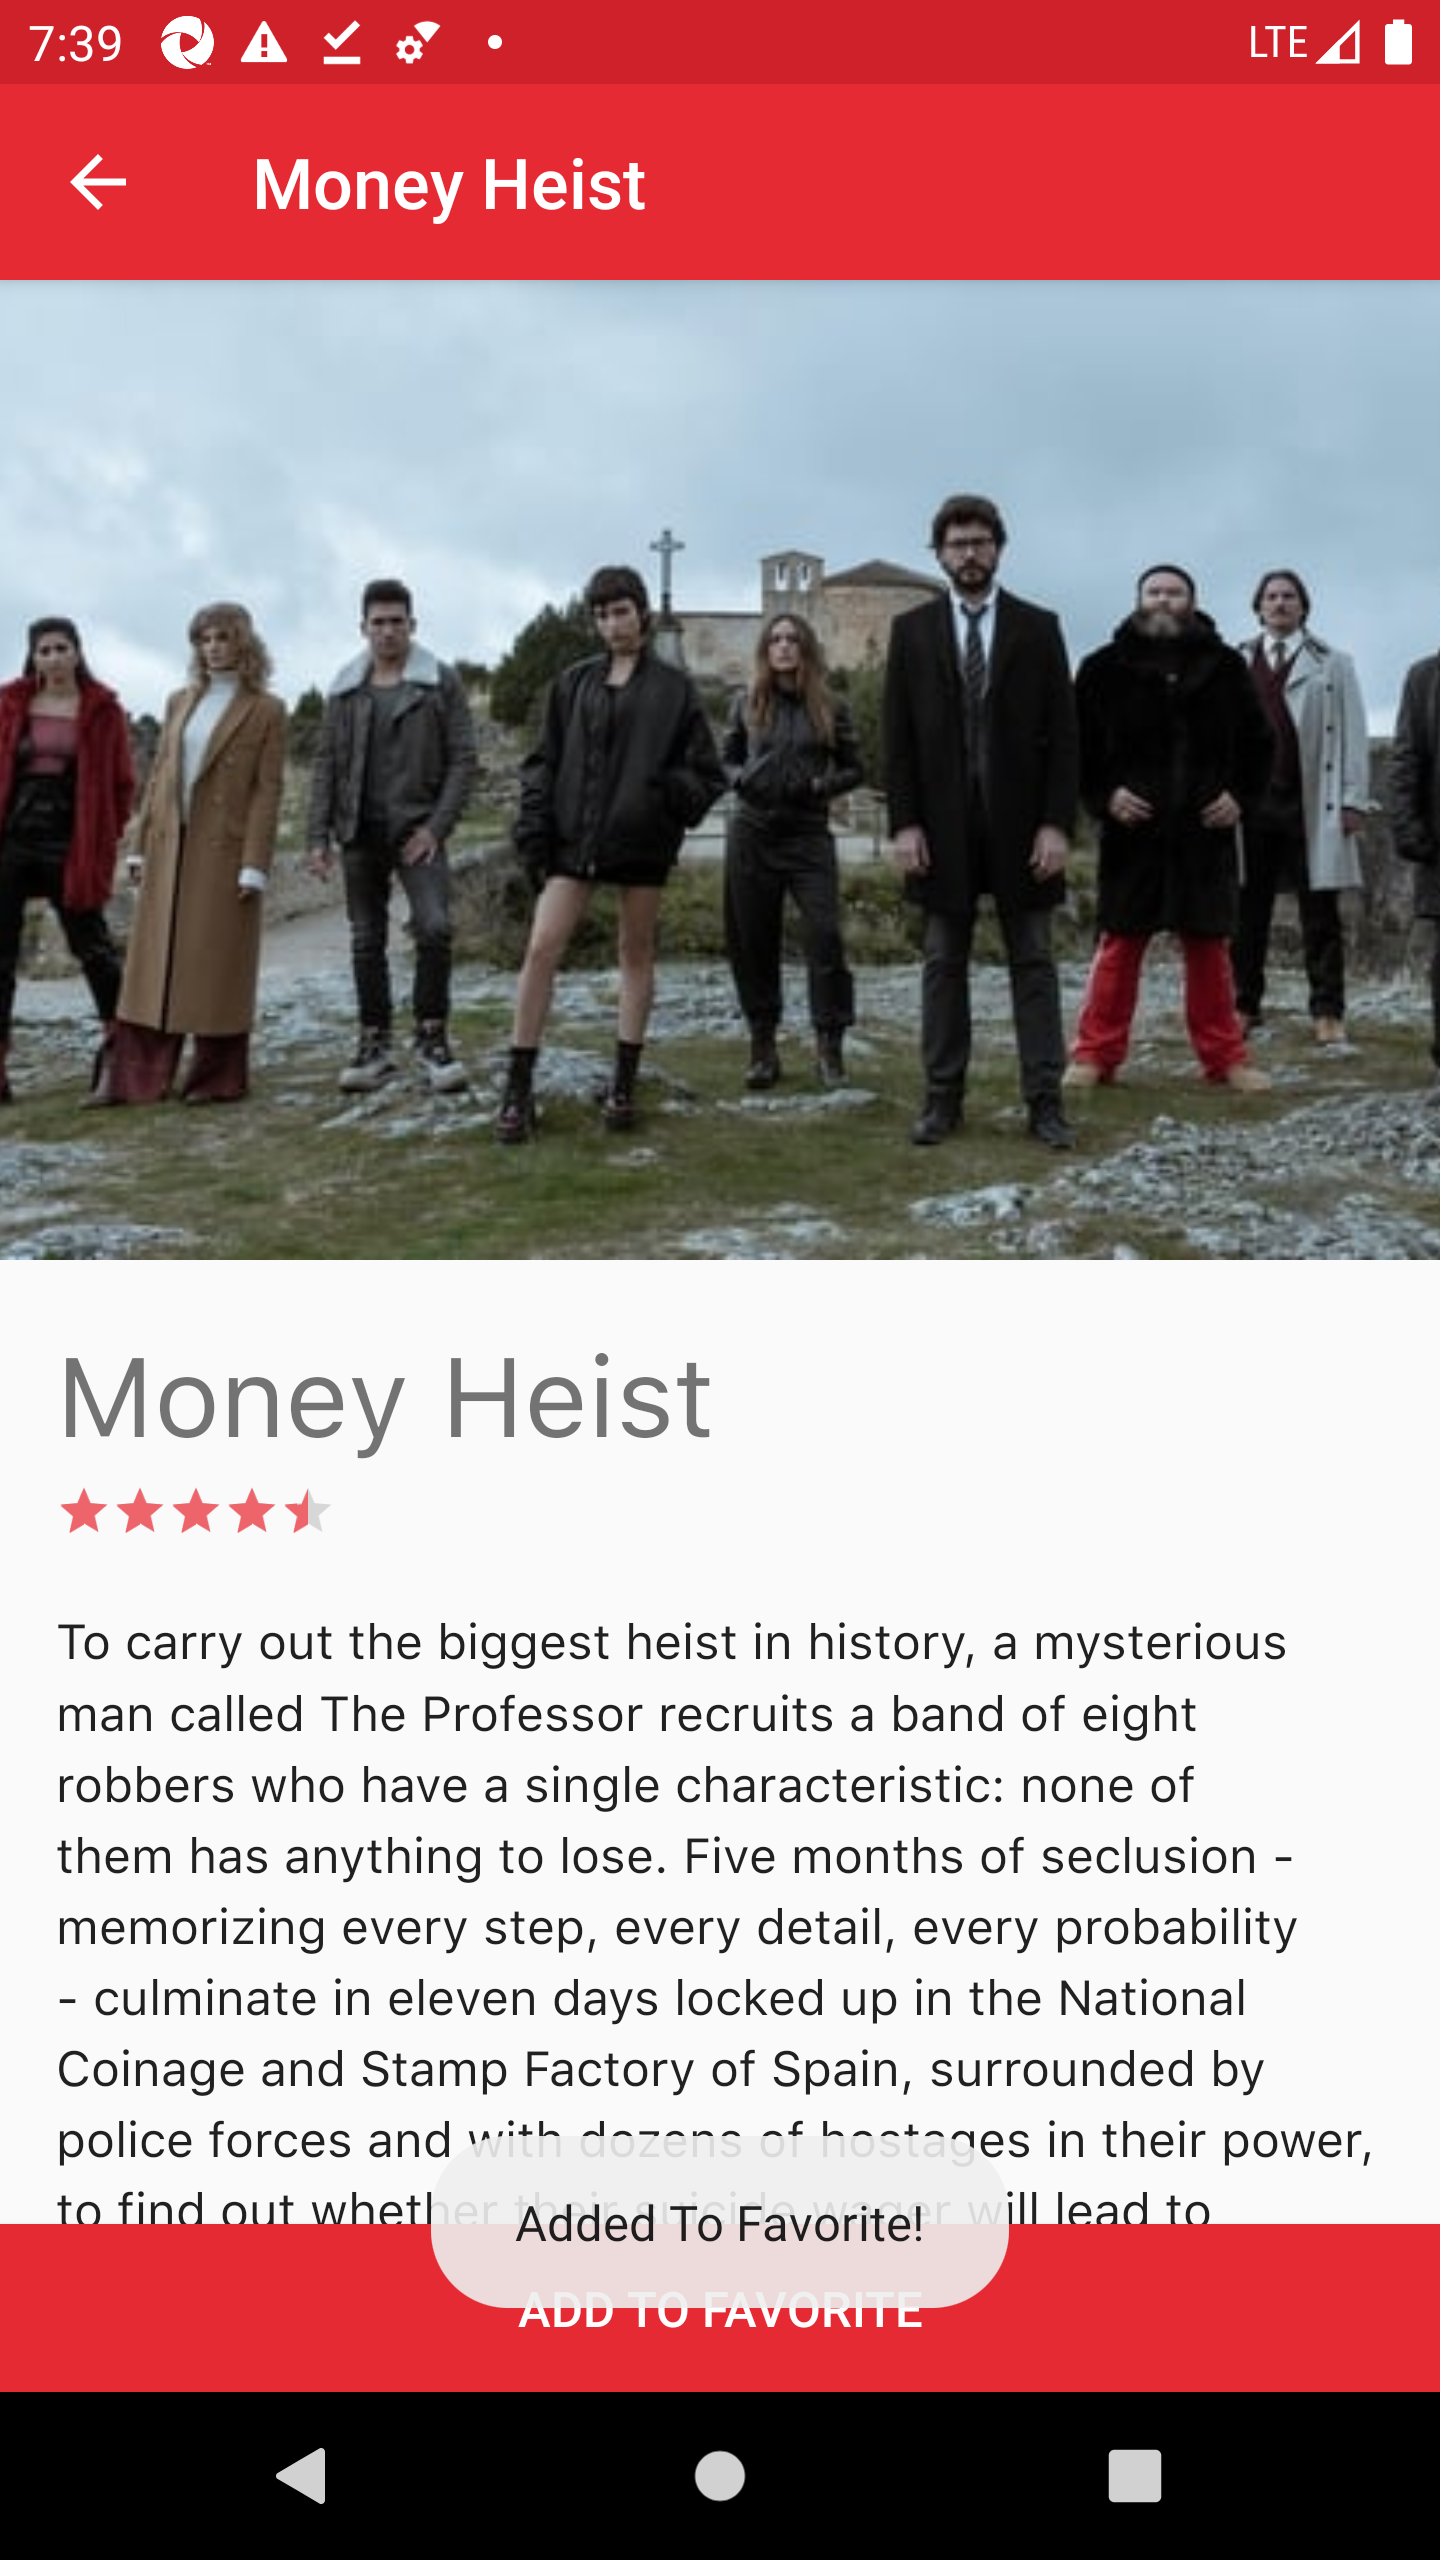 7:39
LTE
Money Heist
Money Heist
To carry out the biggest heist in history, a mysterious
man called The Professor recruits a band of eight
robbers who have a single characteristic: none of
them has anything to lose. Five months of seclusion -
memorizing every step, every detail, every probability
- culminate in eleven days locked up in the National
Coinage and Stamp Factory of Spain, surrounded by
police forces and with dozens of hostages in their power,
to find out whether their suicide wager will lead to
Added To Favorite!
ADD TO FAVORITE